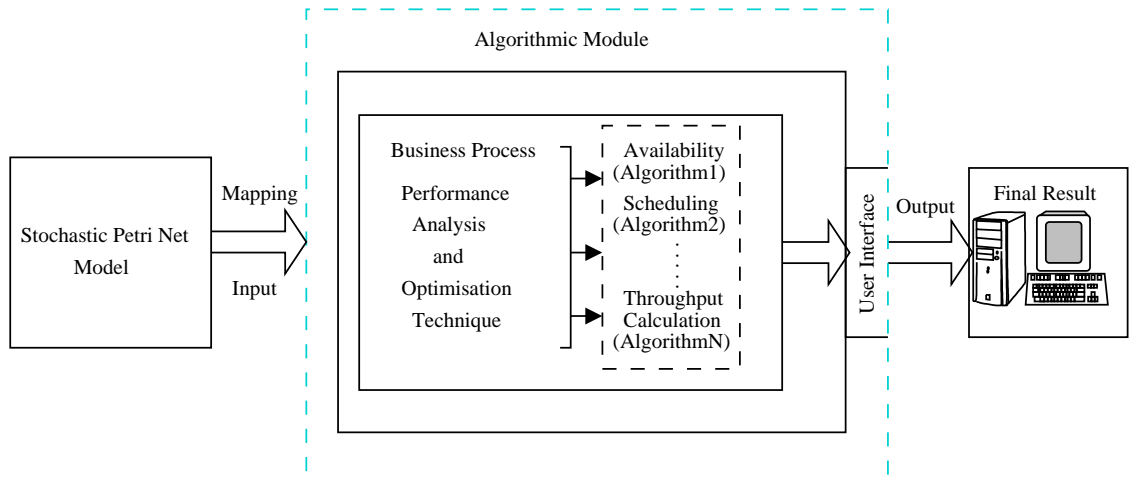 Algorithmic Module
Stochastic Petri Net
Model
Mapping
Input
Business Process
Performance
Analysis
and
Optimisation
Technique
Availability
(Algorithm1)
Scheduling
(Algorithm2)
Throughput
Calculation
(AlgorithmN)
User Interface
Output
Final Result